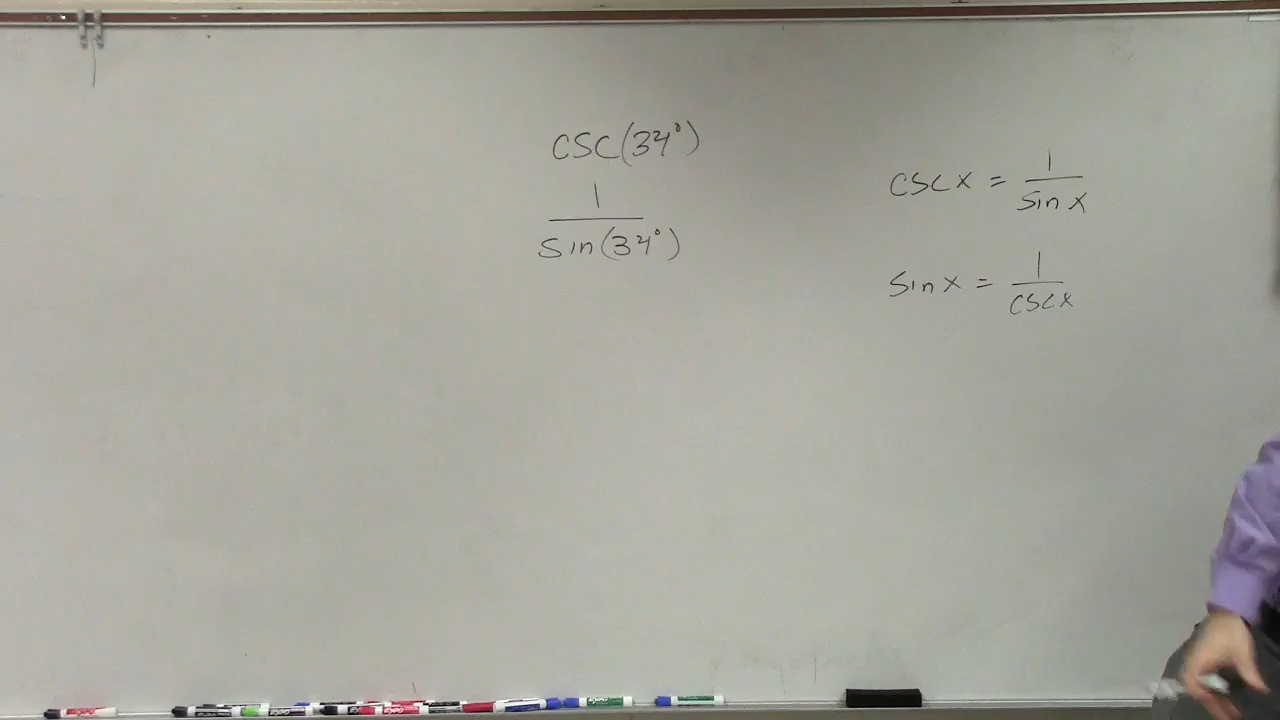 csc(34°)
1
sin(34°)
csc x = 1/sin x
sin x = 1/csc x